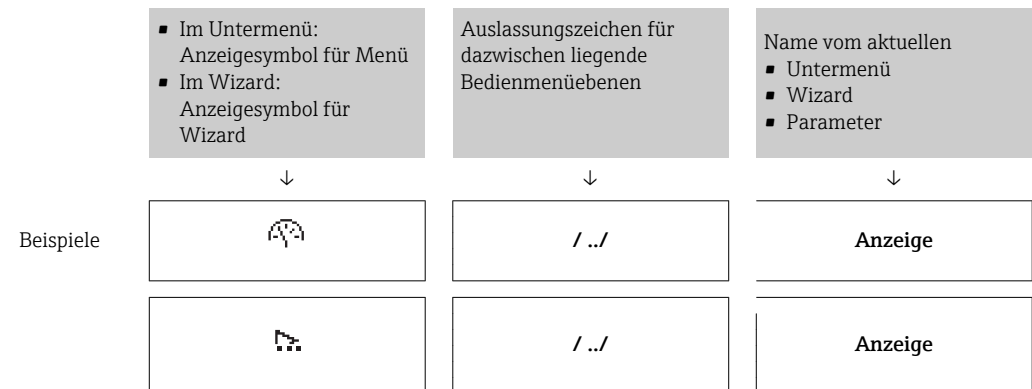 ▪ Im Untermenü:
Anzeigesymbol für Menü
▪ Im Wizard:
Anzeigesymbol für
Wizard
Auslassungszeichen für
dazwischen liegende
Bedienmenüebenen
Name vom aktuellen
▪ Untermenü
▪ Wizard
▪ Parameter
↓ ↓ ↓
Beispiele / ../ Anzeige
/ ../ Anzeige